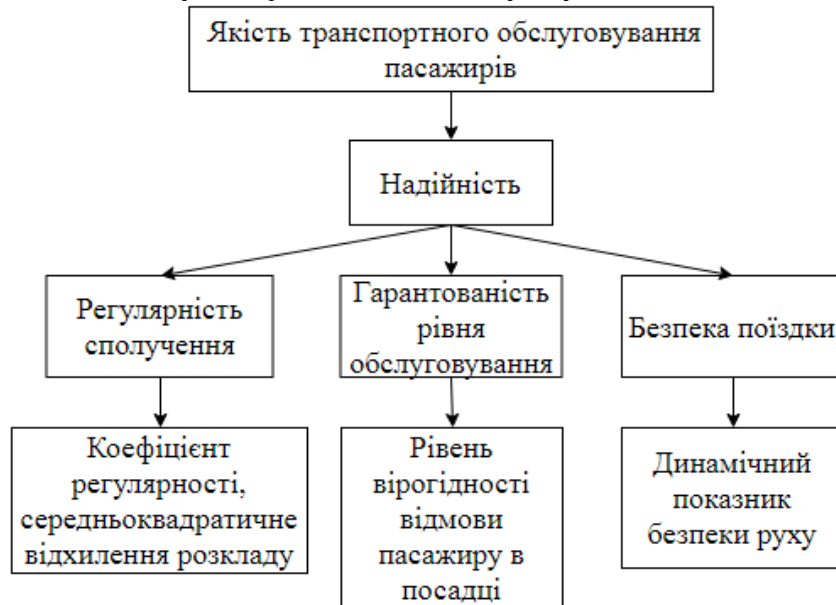 Якість транспортного обслуговування
пасажирів
Надійність
Регулярність
сполучення
Гарантованість
рівня
обслуговування
Безпека поїздки
Коефіцієнт
регулярності,
середньоквадратичне
відхилення розкладу
Рівень
вірогідності
відмови
пасажиру в
посадці
Динамічний
показник
безпеки руху